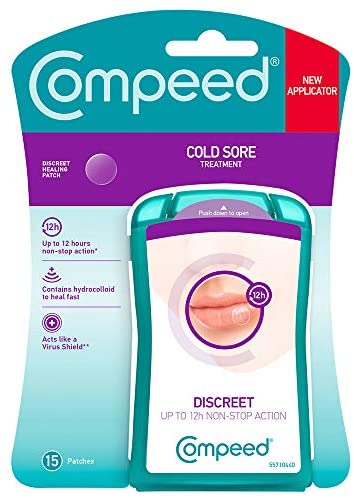 Compeed®
NEW
APPLICATOR
COLD SORE
TREATMENT
DISCREET
HEALING
PATCH
Push down to open
12h
Up to 12 hours
non-stop action*
Contains hydrocolloid
to heal fast
Acts like a
Virus Shield**
12h
DISCREET
UP TO 12H NON-STOP ACTION
Compeed®
55710440
15 Patches